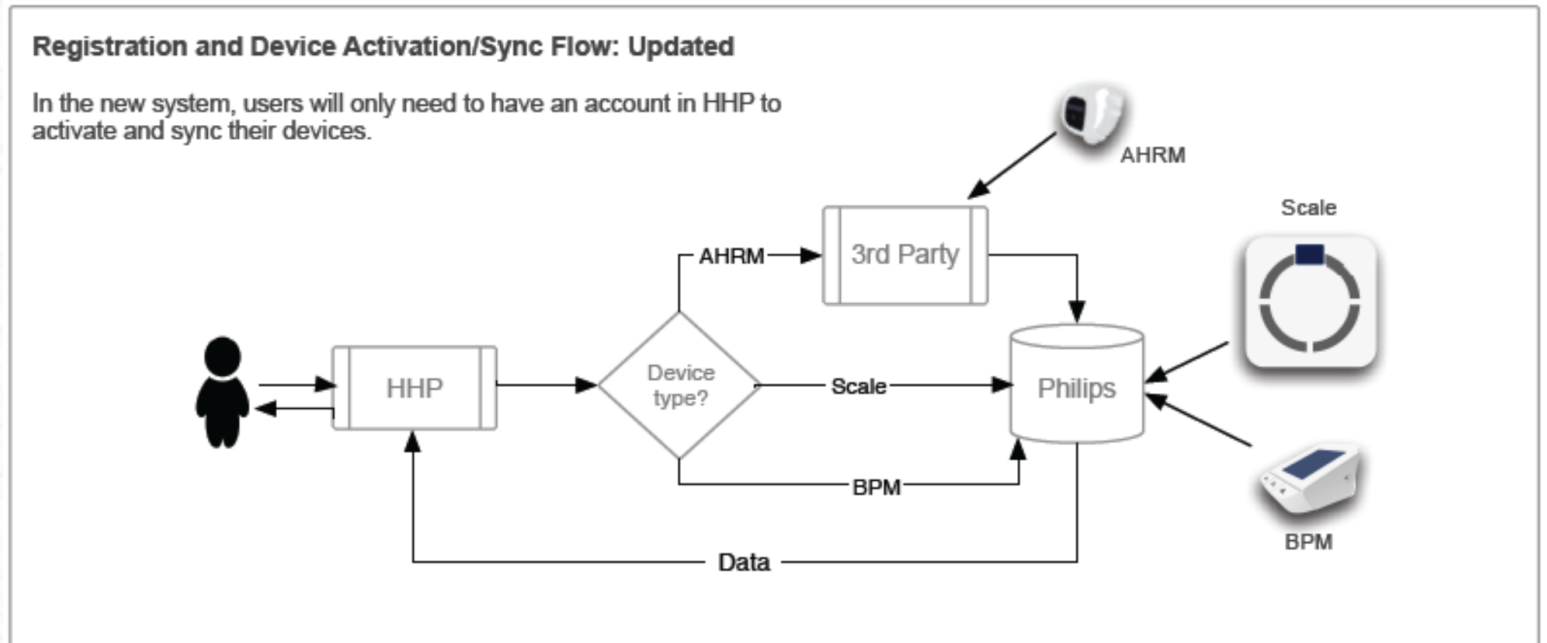 Registration and Device Activation/Sync Flow: Updated
In the new system, users will only need to have an account in HHP to
activate and sync their devices.
AHRM
Scale
AHRM
3rd Party
HHP
Device
type?
Scale
Philips
BPM
BPM
Data